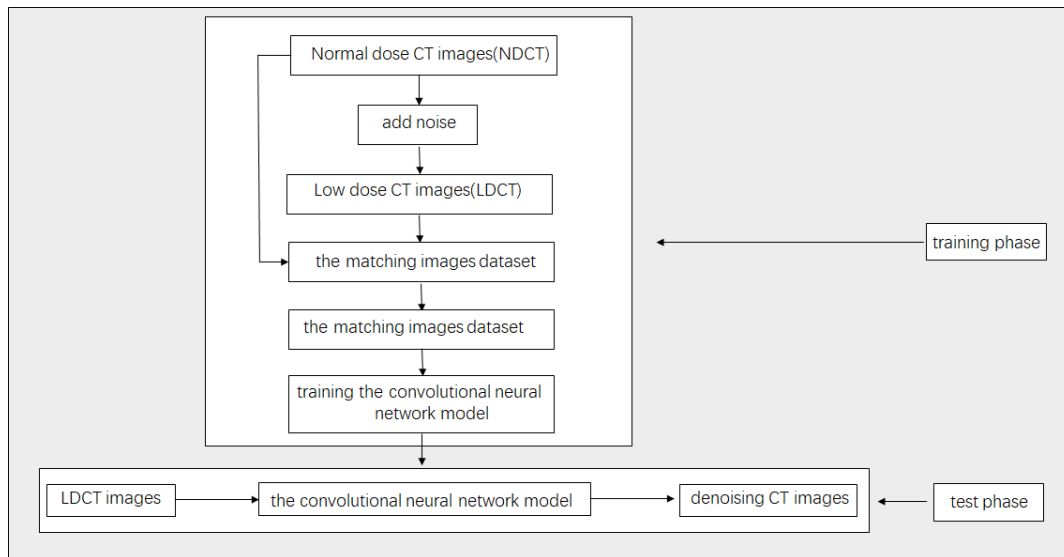 Normal dose CT images(NDCT)
add noise
Low dose CT images(LDCT)
the matching images dataset
training phase
the matching images dataset
training the convolutional neural
network model
LDCT images
the convolutional neural network model
denoising CT images
test phase